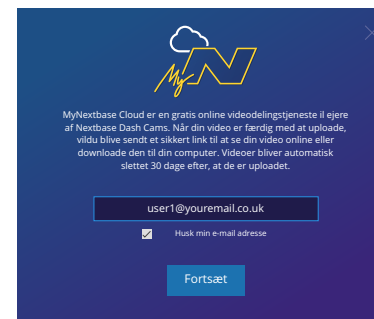 My N
MyNextbase Cloud er en gratis online videodelingstjeneste il ejere
af Nextbase Dash Cams. Når din video er færdig med at uploade,
vildu blive sendt et sikkert link til at se din video online eller
downloade den til din computer. Videoer bliver automatisk
slettet 30 dage efter, at de er uploadet.
user1@youremail.co.uk
Husk min e-mail adresse
Fortsæt